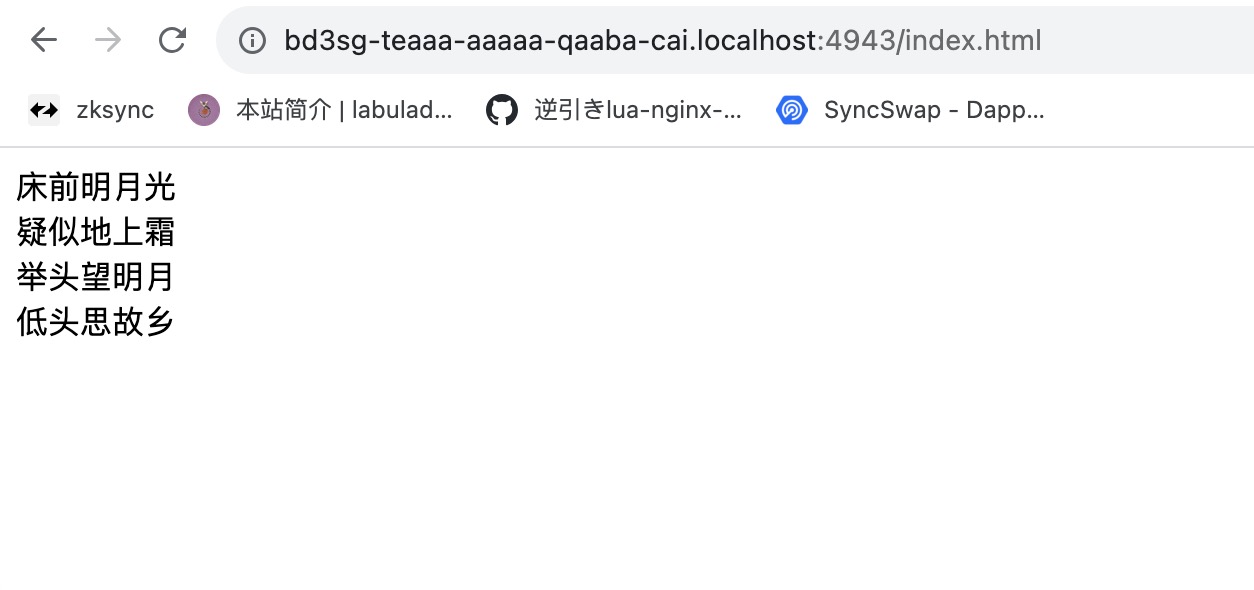 bd3sg-teaaa-aaaaa-qaaba-cai.localhost:4943/index.html
zksync 本站简介 | labulad... 逆引きlua-nginx-... SyncSwap - Dapp...
床前明月光
疑似地上霜
举头望明月
低头思故乡